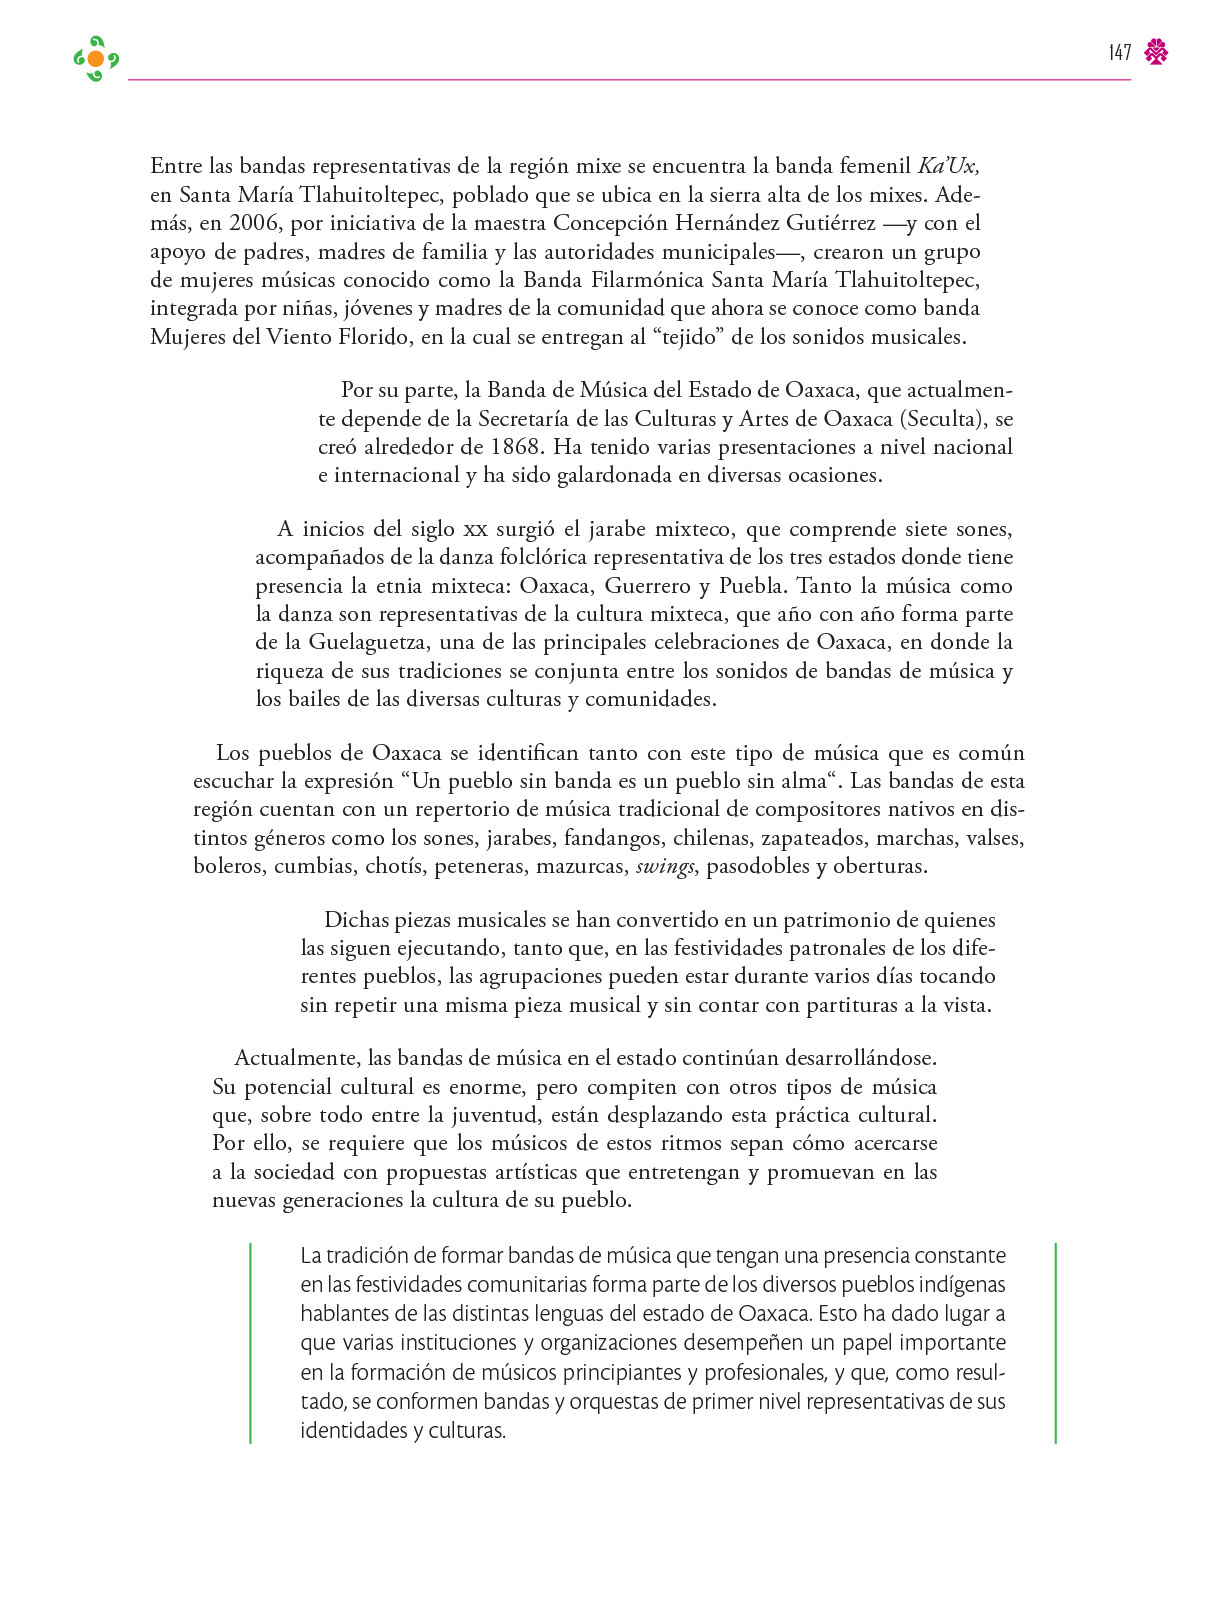 147
Entre las bandas representativas de la región mixe se encuentra la banda femenil Ka’Ux,
en Santa María Tlahuitoltepec, poblado que se ubica en la sierra alta de los mixes. Ade-
más, en 2006, por iniciativa de la maestra Concepción Hernández Gutiérrez —y con el
apoyo de padres, madres de familia y las autoridades municipales—, crearon un grupo
de mujeres músicas conocido como la Banda Filarmónica Santa María Tlahuitoltepec,
integrada por niñas, jóvenes y madres de la comunidad que ahora se conoce como banda
Mujeres del Viento Florido, en la cual se entregan al “tejido” de los sonidos musicales.
Por su parte, la Banda de Música del Estado de Oaxaca, que actualmen-
te depende de la Secretaría de las Culturas y Artes de Oaxaca (Seculta), se
creó alrededor de 1868. Ha tenido varias presentaciones a nivel nacional
e internacional y ha sido galardonada en diversas ocasiones.
A inicios del siglo XX surgió el jarabe mixteco, que comprende siete sones,
acompañados de la danza folclórica representativa de los tres estados donde tiene
presencia la etnia mixteca: Oaxaca, Guerrero y Puebla. Tanto la música como
la danza son representativas de la cultura mixteca, que año con año forma parte
de la Guelaguetza, una de las principales celebraciones de Oaxaca, en donde la
riqueza de sus tradiciones se conjunta entre los sonidos de bandas de música y
los bailes de las diversas culturas y comunidades.
Los pueblos de Oaxaca se identifican tanto con este tipo de música que es común
escuchar la expresión “Un pueblo sin banda es un pueblo sin alma“. Las bandas de esta
región cuentan con un repertorio de música tradicional de compositores nativos en dis-
tintos géneros como los sones, jarabes, fandangos, chilenas, zapateados, marchas, valses,
boleros, cumbias, chotís, peteneras, mazurcas, swings, pasodobles y oberturas.
Dichas piezas musicales se han convertido en un patrimonio de quienes
las siguen ejecutando, tanto que, en las festividades patronales de los dife-
rentes pueblos, las agrupaciones pueden estar durante varios días tocando
sin repetir una misma pieza musical y sin contar con partituras a la vista.
Actualmente, las bandas de música en el estado continúan desarrollándose.
Su potencial cultural es enorme, pero compiten con otros tipos de música
que, sobre todo entre la juventud, están desplazando esta práctica cultural.
Por ello, se requiere que los músicos de estos ritmos sepan cómo acercarse
a la sociedad con propuestas artísticas que entretengan y promuevan en las
nuevas generaciones la cultura de su pueblo.
La tradición de formar bandas de música que tengan una presencia constante
en las festividades comunitarias forma parte de los diversos pueblos indígenas
hablantes de las distintas lenguas del estado de Oaxaca. Esto ha dado lugar a
que varias instituciones y organizaciones desempeñen un papel importante
en la formación de músicos principiantes y profesionales, y que, como resul-
tado, se conformen bandas y orquestas de primer nivel representativas de sus
identidades y culturas.